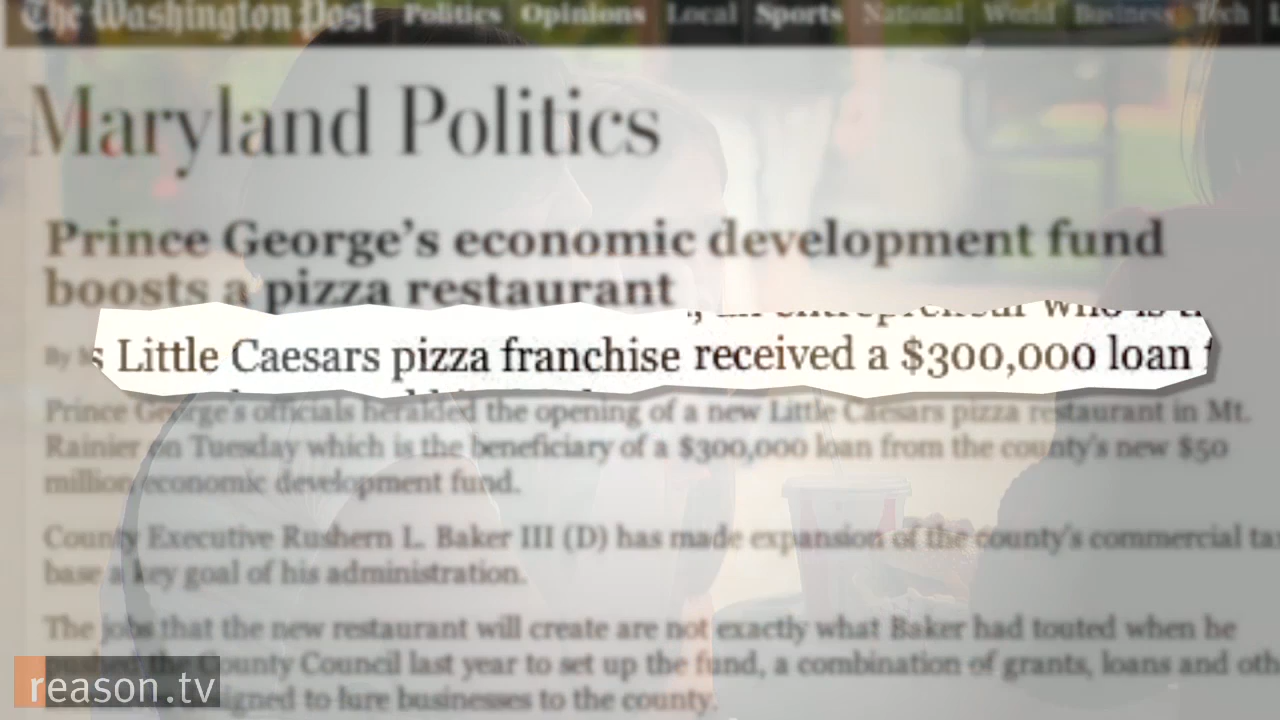 The Washington Post Politics Opinions Local Sports National World Business Tech
Maryland Politics
Prince George's economic development fund
boosts a pizza restaurant
s Little Caesars pizza franchise received a $300,000 loan
By
Prince George's officials heralded the opening of a new Little Caesars pizza restaurant in Mt.
Rainier on Tuesday which is the beneficiary of a $300,000 loan from the county's new $50
million economic development fund.
County Executive Rushern L. Baker III (D) has made expansion of the county's commercial tax
base a key goal of his administration.
The jobs that the new restaurant will create are not exactly what Baker had touted when he
pushed the County Council last year to set up the fund, a combination of grants, loans and oth
igned to lure businesses to the county.
reason.tv